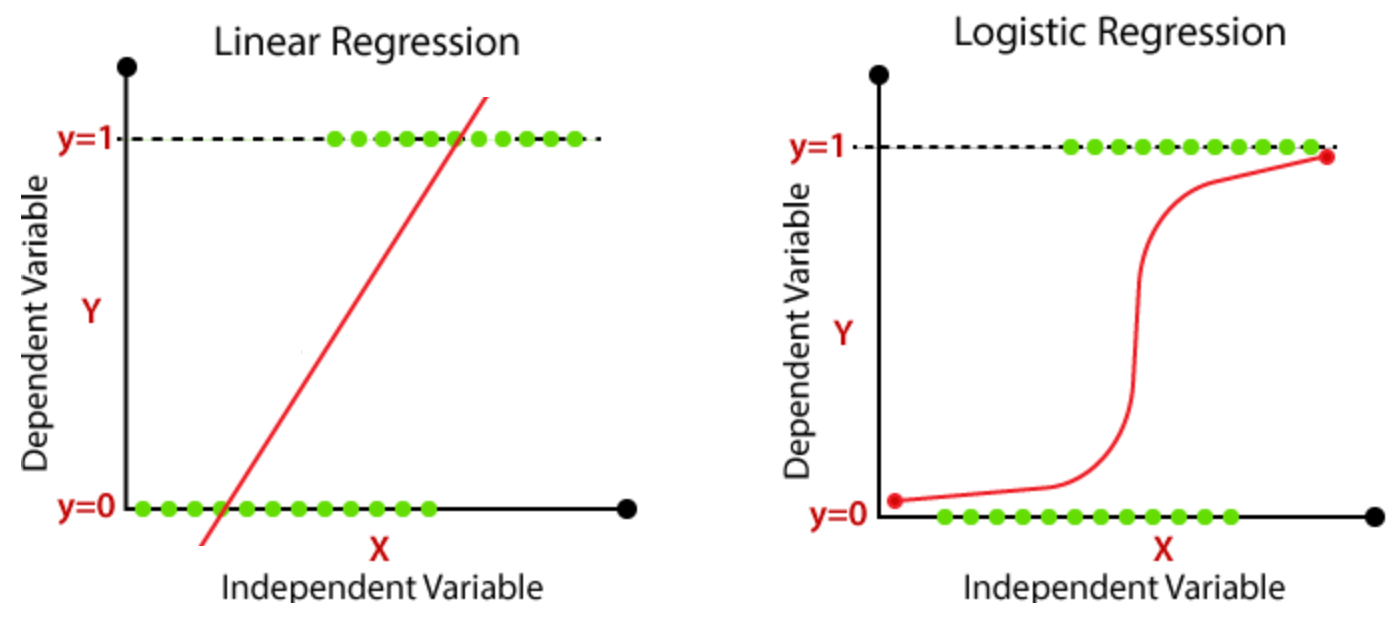 Linear Regression
y=1
Dependent Variable
Y
y=0
X
Independent Variable
Logistic Regression
y=1
Dependent Variable
Y
y=0
X
Independent Variable